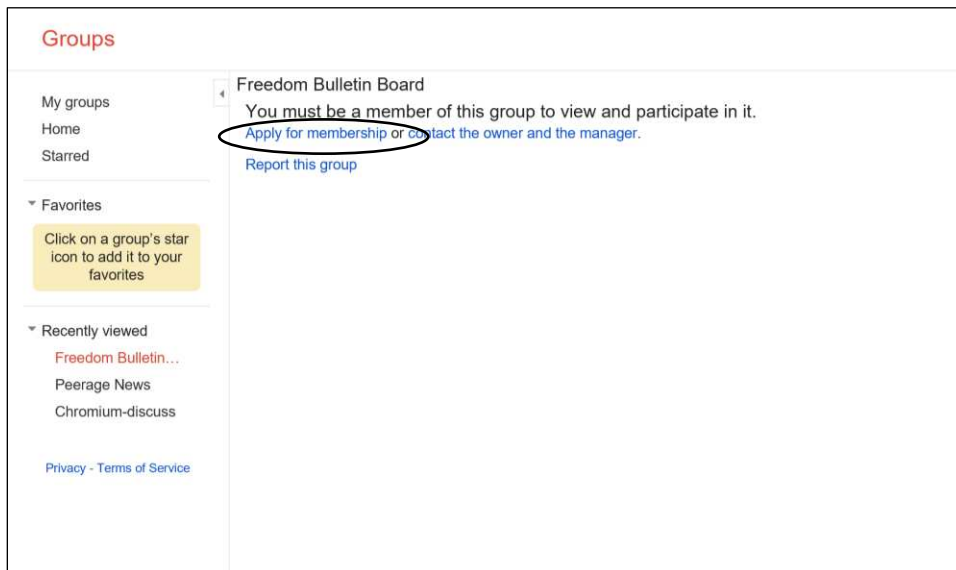 Groups
My groups
Home
Starred
Favorites
Click on a group's star
icon to add it to your
favorites
Recently viewed
Freedom Bulletin…
Peerage News
Chromium-discuss
Privacy - Terms of Service
Freedom Bulletin Board
You must be a member of this group to view and participate in it.
Apply for membership or contact the owner and the manager.
Report this group